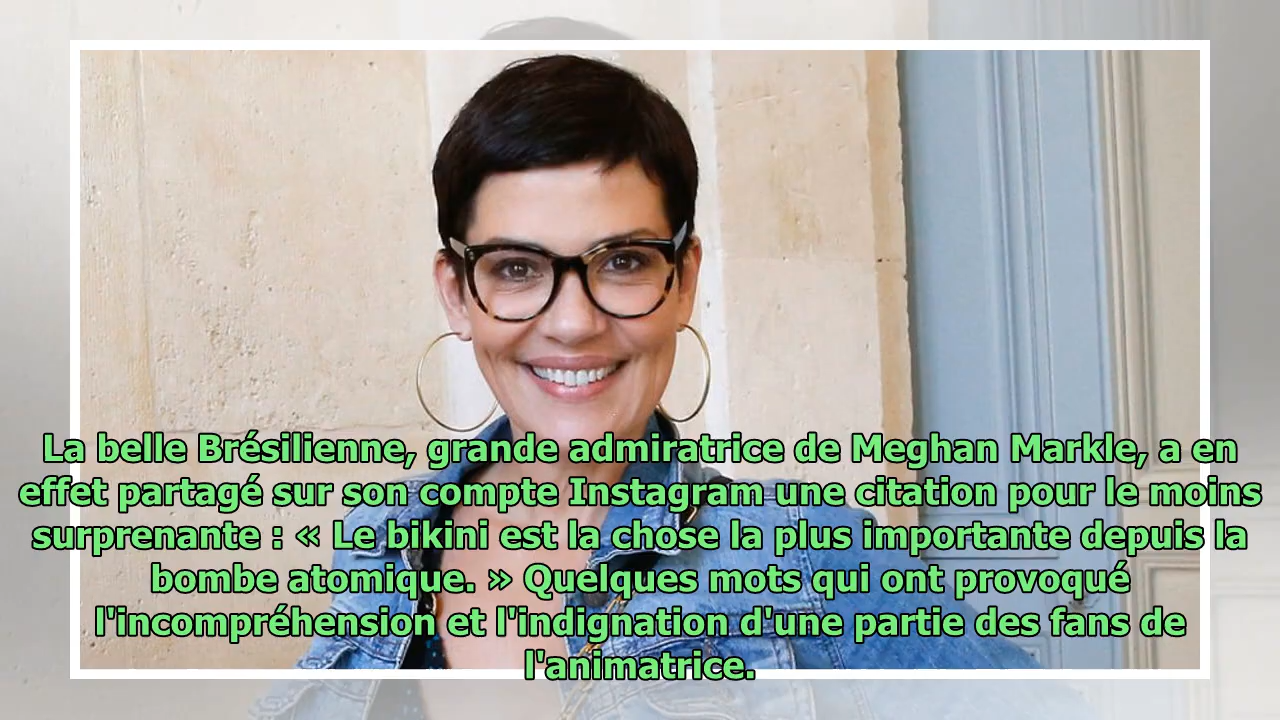 La belle Brésilienne, grande admiratrice de Meghan Markle, a en
effet partagé sur son compte Instagram une citation pour le moins
surprenante : « Le bikini est la chose la plus importante depuis la
bombe atomique. » Quelques mots qui ont provoqué
l'incompréhension et l'indignation d'une partie des fans de
l'animatrice.